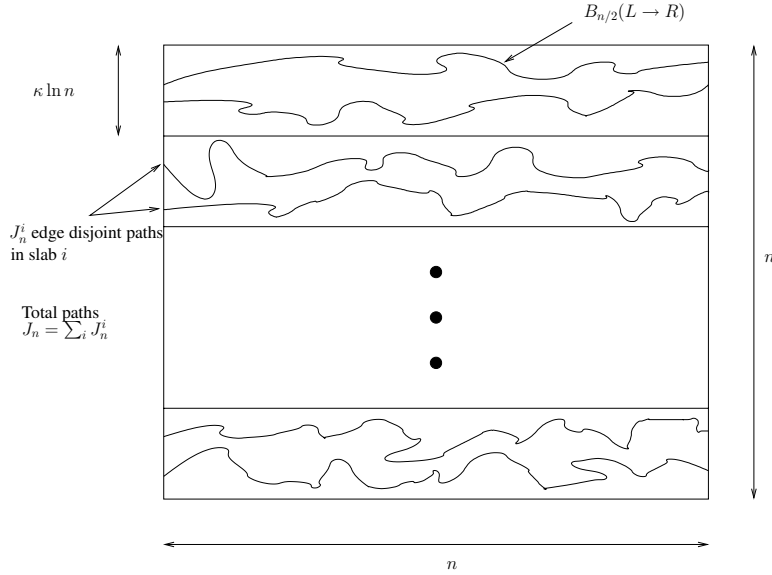 B_{n/2}(L → R)
κ ln n
J_n^i edge disjoint paths
in slab i
n
Total paths
J_n = ∑_i J_n^i
n